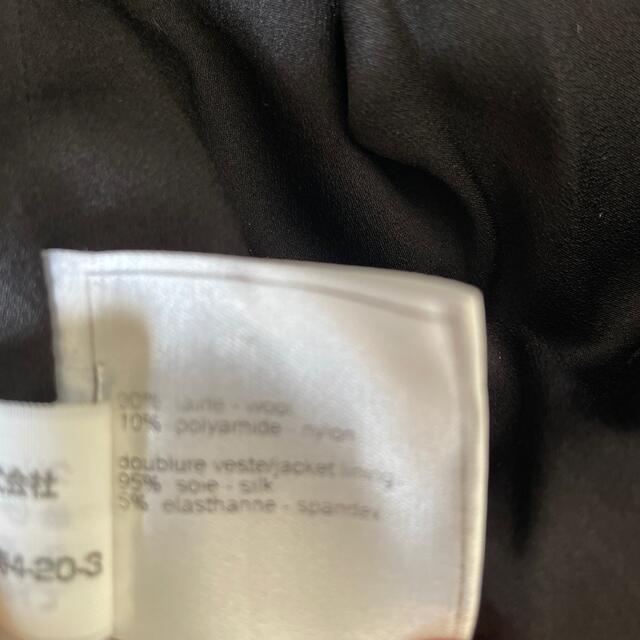 90% laine - wool
10% polyamide - nylon
doublure veste/jacket lining
95% soie - silk
5% elasthanne - spandex
会社
4-20-3